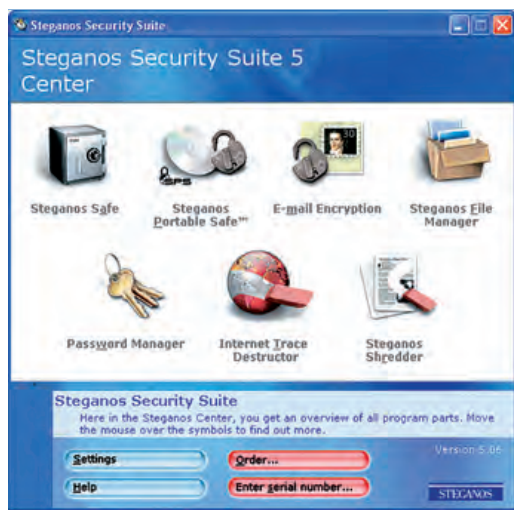 Steganos Security Suite
Steganos Security Suite 5
Center
Steganos Safe
Steganos
Portable Safe™
E-mail Encryption
Steganos File
Manager
SPS
30
Password Manager
Internet Trace
Destructor
Steganos
Shredder
Steganos Security Suite
Here in the Steganos Center, you get an overview of all program parts. Move
the mouse over the symbols to find out more.
Settings
Order...
Version 5.06
Help
Enter serial number...
STEGANOS